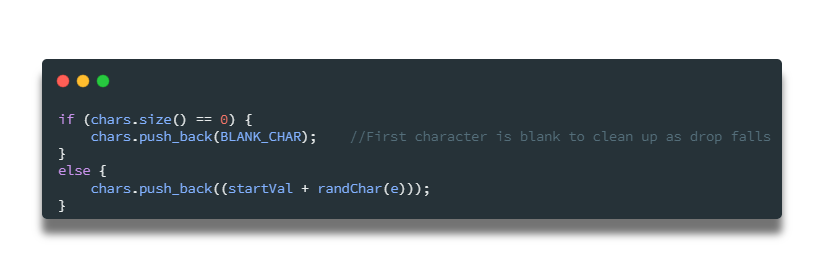 if (chars.size() == 0) {
    chars.push_back(BLANK_CHAR);    //First character is blank to clean up as drop falls
}
else {
    chars.push_back((startVal + randChar(e)));
}